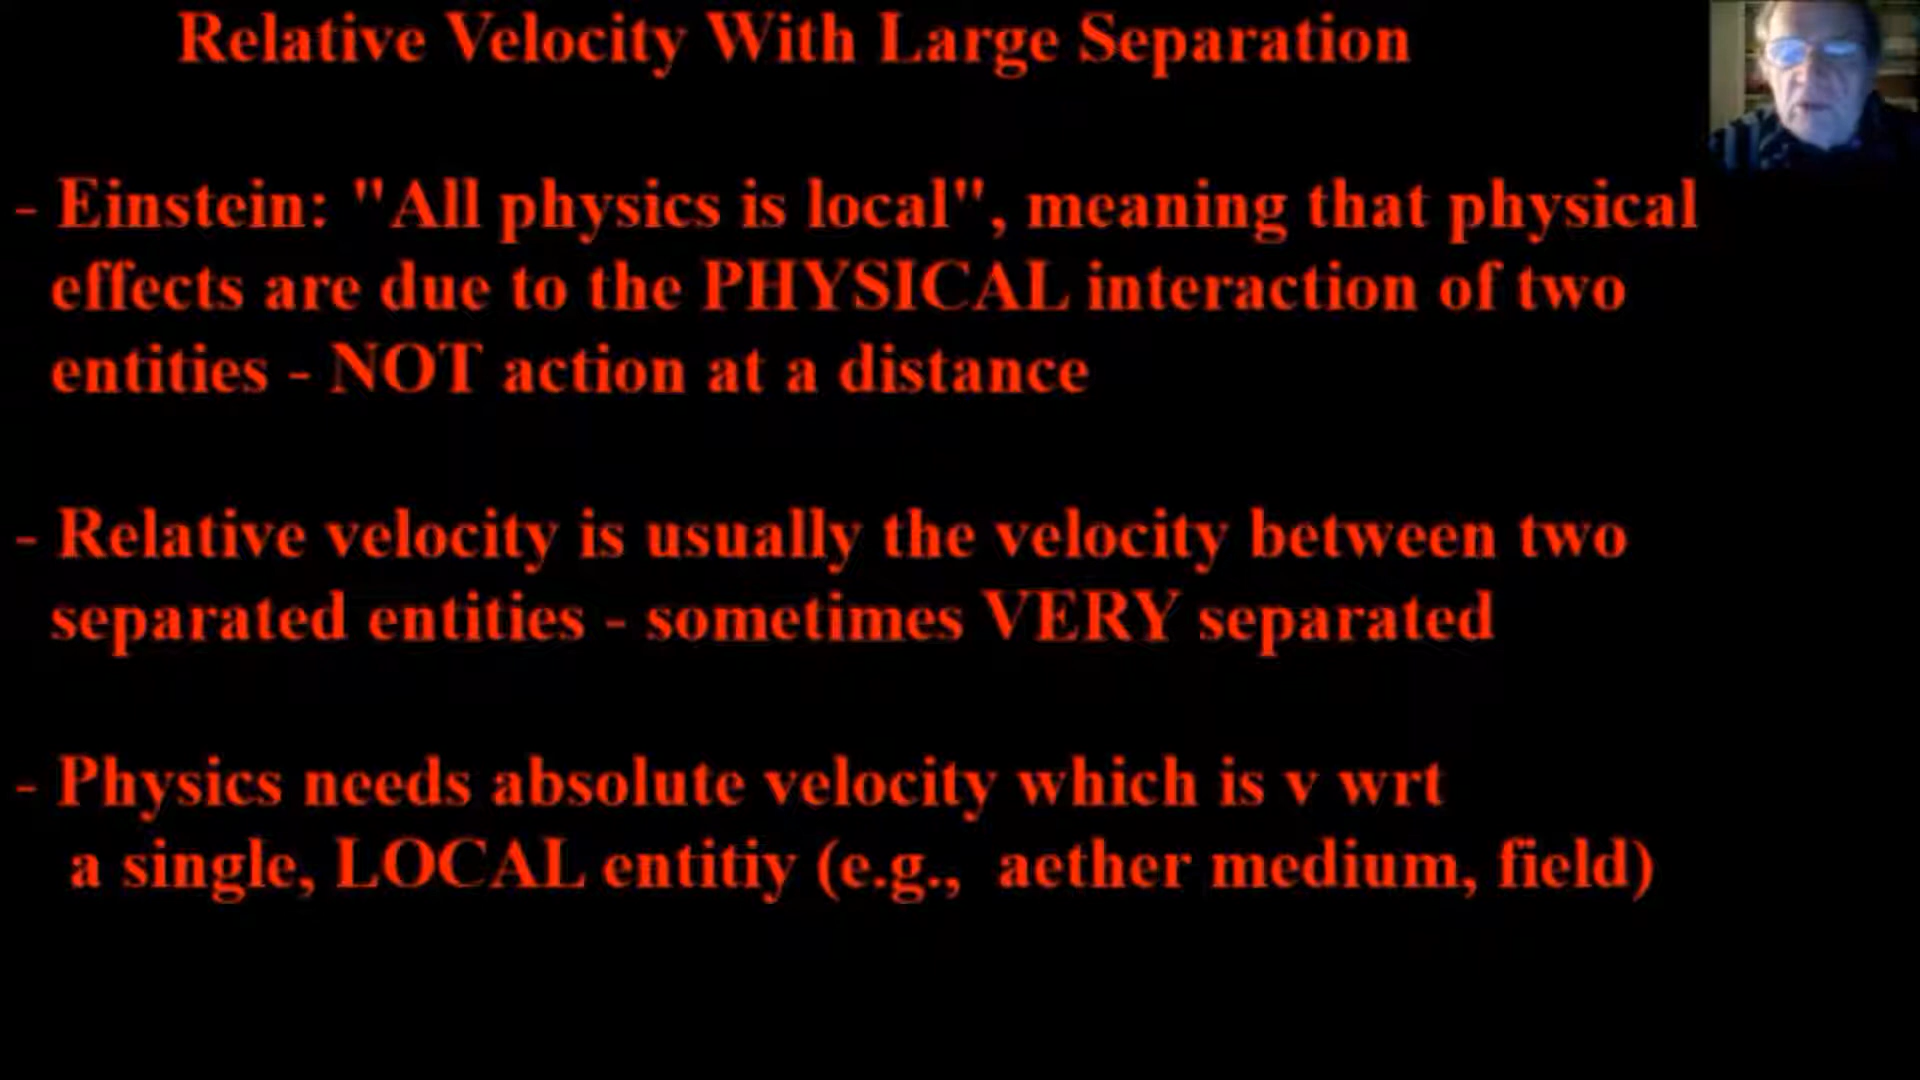 Relative Velocity With Large Separation
- Einstein: "All physics is local", meaning that physical
effects are due to the PHYSICAL interaction of two
entities - NOT action at a distance
- Relative velocity is usually the velocity between two
separated entities - sometimes VERY separated
- Physics needs absolute velocity which is v wrt
a single, LOCAL entitiy (e.g., aether medium, field)